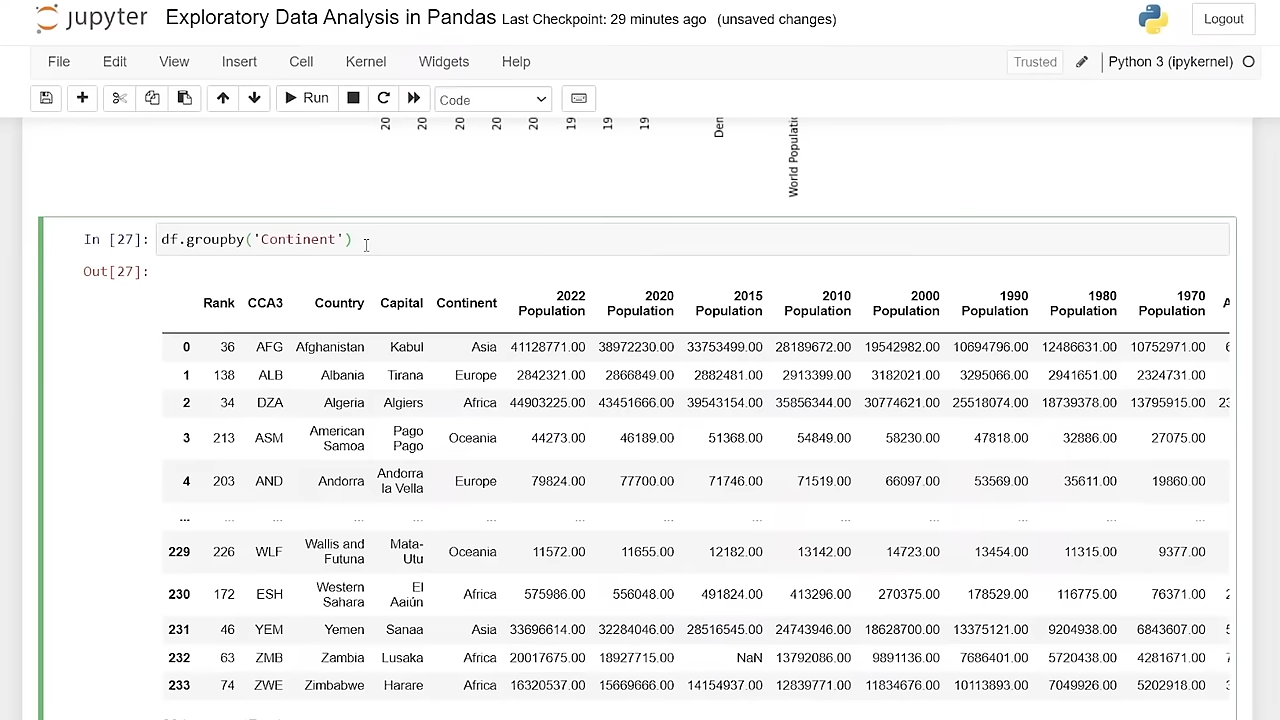 jupyter Exploratory Data Analysis in Pandas Last Checkpoint: 29 minutes ago (unsaved changes) Logout
File Edit View Insert Cell Kernel Widgets Help Trusted Python 3 (ipykernel)
Run Code
20 20 20 20 20 19 19 19 Den World Populati
In [27]: df.groupby('Continent')
Out[27]:
Rank CCA3 Country Capital Continent 2022 Population 2020 Population 2015 Population 2010 Population 2000 Population 1990 Population 1980 Population 1970 Population
0 36 AFG Afghanistan Kabul Asia 41128771.00 38972230.00 33753499.00 28189672.00 19542982.00 10694796.00 12486631.00 10752971.00
1 138 ALB Albania Tirana Europe 2842321.00 2866849.00 2882481.00 2913399.00 3182021.00 3295066.00 2941651.00 2324731.00
2 34 DZA Algeria Algiers Africa 44903225.00 43451666.00 39543154.00 35856344.00 30774621.00 25518074.00 18739378.00 13795915.00 23
3 213 ASM American Samoa Pago Pago Oceania 44273.00 46189.00 51368.00 54849.00 58230.00 47818.00 32886.00 27075.00
4 203 AND Andorra Andorra la Vella Europe 79824.00 77700.00 71746.00 71519.00 66097.00 53569.00 35611.00 19860.00
... ... ... ... ... ... ... ... ... ... ... ... ... ...
229 226 WLF Wallis and Futuna Mata-Utu Oceania 11572.00 11655.00 12182.00 13142.00 14723.00 13454.00 11315.00 9377.00
230 172 ESH Western Sahara El Aaiún Africa 575986.00 556048.00 491824.00 413296.00 270375.00 178529.00 116775.00 76371.00
231 46 YEM Yemen Sanaa Asia 33696614.00 32284046.00 28516545.00 24743946.00 18628700.00 13375121.00 9204938.00 6843607.00
232 63 ZMB Zambia Lusaka Africa 20017675.00 18927715.00 NaN 13792086.00 9891136.00 7686401.00 5720438.00 4281671.00
233 74 ZWE Zimbabwe Harare Africa 16320537.00 15669666.00 14154937.00 12839771.00 11834676.00 10113893.00 7049926.00 5202918.00